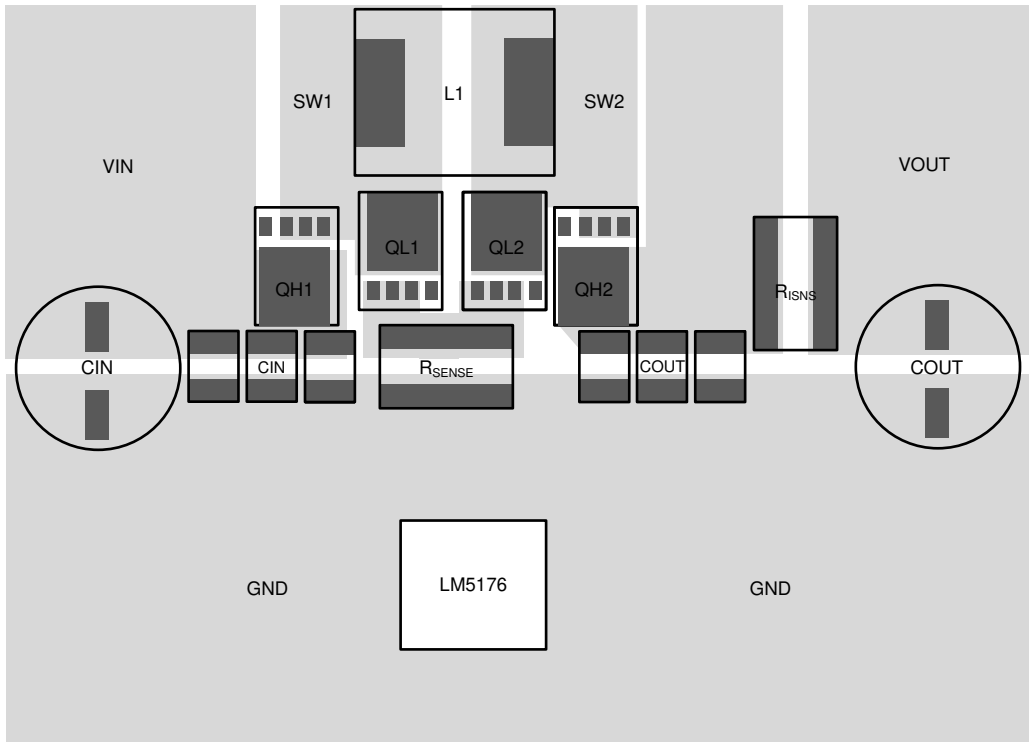 L1
SW1
SW2
VIN
VOUT
QL1
QL2
QH1
QH2
RISNS
CIN
CIN
RSENSE
COUT
COUT
LM5176
GND
GND